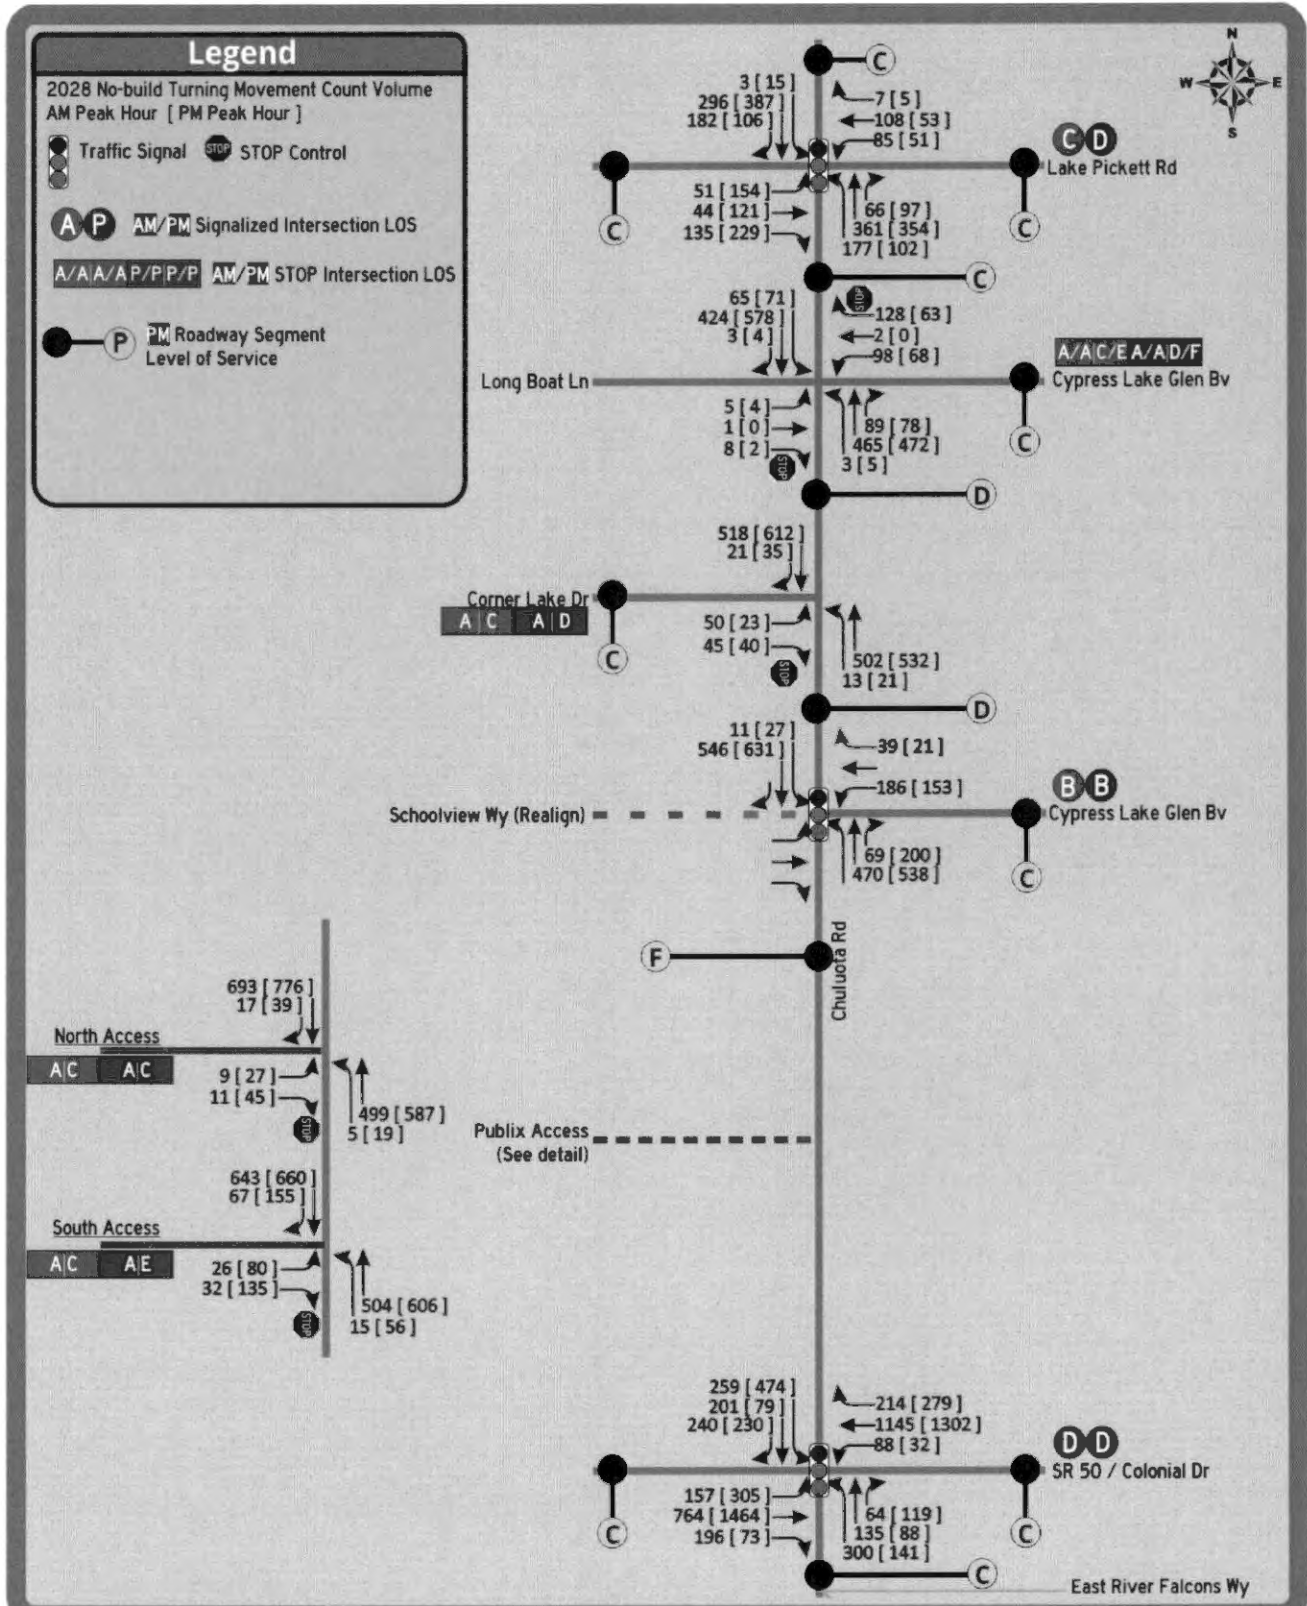 Legend
2028 No-build Turning Movement Count Volume
AM Peak Hour [ PM Peak Hour ]
Traffic Signal STOP STOP Control
A P AM/PM Signalized Intersection LOS
A/A A/A P/P P/P AM/PM STOP Intersection LOS
P PM Roadway Segment
Level of Service
N
W E
S
C
3 [ 15 ]
296 [ 387 ]
182 [ 106 ]
7 [ 5 ]
108 [ 53 ]
85 [ 51 ]
C D
Lake Pickett Rd
C
C
51 [ 154 ]
44 [ 121 ]
135 [ 229 ]
66 [ 97 ]
361 [ 354 ]
177 [ 102 ]
C
65 [ 71 ]
424 [ 578 ]
3 [ 4 ]
STOP
128 [ 63 ]
2 [ 0 ]
98 [ 68 ]
A/A C/E A/A D/F
Long Boat Ln
Cypress Lake Glen Bv
C
5 [ 4 ]
1 [ 0 ]
8 [ 2 ]
STOP
89 [ 78 ]
465 [ 472 ]
3 [ 5 ]
D
518 [ 612 ]
21 [ 35 ]
Corner Lake Dr
A C A D
C
50 [ 23 ]
45 [ 40 ]
STOP
502 [ 532 ]
13 [ 21 ]
D
11 [ 27 ]
546 [ 631 ]
39 [ 21 ]
186 [ 153 ]
B B
Schoolview Wy (Realign)
Cypress Lake Glen Bv
C
69 [ 200 ]
470 [ 538 ]
F
Chuluota Rd
693 [ 776 ]
17 [ 39 ]
North Access
A C A C
9 [ 27 ]
11 [ 45 ]
STOP
499 [ 587 ]
5 [ 19 ]
Publix Access
(See detail)
643 [ 660 ]
67 [ 155 ]
South Access
A C A E
26 [ 80 ]
32 [ 135 ]
STOP
504 [ 606 ]
15 [ 56 ]
259 [ 474 ]
201 [ 79 ]
240 [ 230 ]
214 [ 279 ]
1145 [ 1302 ]
88 [ 32 ]
D D
SR 50 / Colonial Dr
C
C
157 [ 305 ]
764 [ 1464 ]
196 [ 73 ]
64 [ 119 ]
135 [ 88 ]
300 [ 141 ]
C
East River Falcons Wy